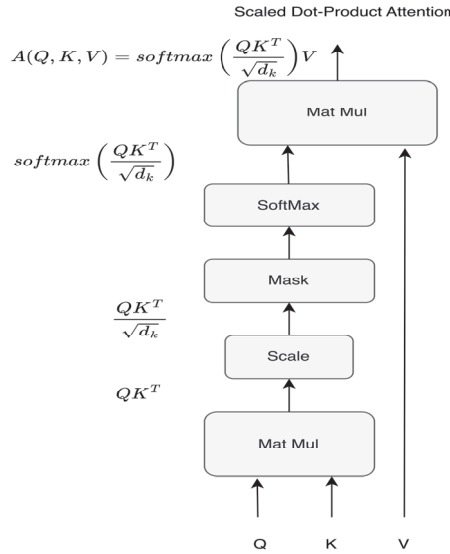 Scaled Dot-Product Attention
A(Q, K, V) = softmax(QK^T / √d_k)V
Mat Mul
softmax(QK^T / √d_k)
SoftMax
Mask
QK^T / √d_k
Scale
QK^T
Mat Mul
Q K V